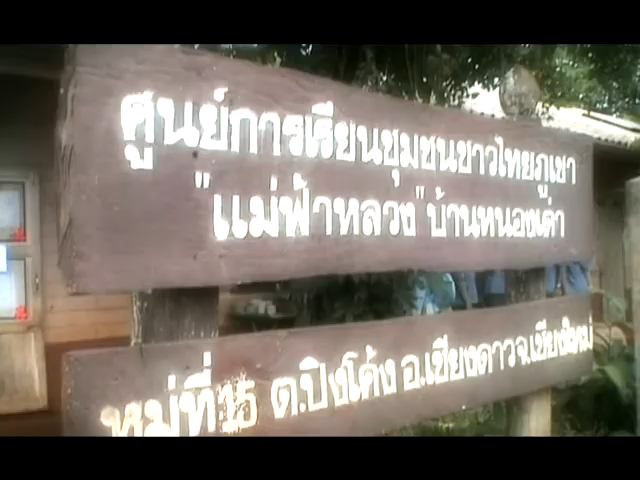 ศูนย์การเรียนชุมชนชาวไทยภูเขา
"แม่ฟ้าหลวง" บ้านหนองเต่า
หมู่ที่ 15 ต.ปิงโค้ง อ.เชียงดาว จ.เชียงใหม่